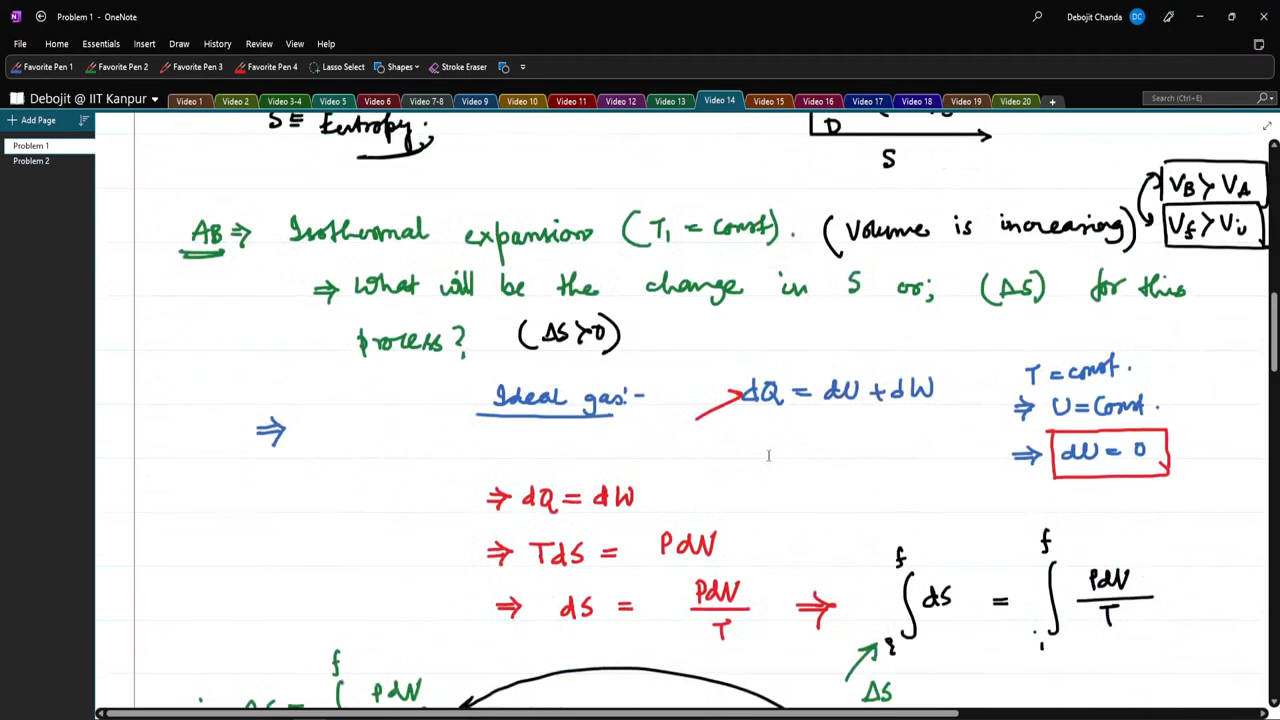 Problem 1 - OneNote
Debojit Chanda DC
File Home Essentials Insert Draw History Review View Help
Favorite Pen 1 Favorite Pen 2 Favorite Pen 3 Favorite Pen 4 Lasso Select Shapes Stroke Eraser
Debojit @ IIT Kanpur Video 1 Video 2 Video 3-4 Video 5 Video 6 Video 7-8 Video 9 Video 10 Video 11 Video 12 Video 13 Video 14 Video 15 Video 16 Video 17 Video 18 Video 19 Video 20 + Search (Ctrl+E)
+ Add Page
Problem 1
Problem 2
S ≡ Entropy.
D
S
V_B > V_A
AB ⇒ Isothermal expansion (T₁ = const). (Volume is increasing) V_f > V_i
⇒ What will be the change in S or; (ΔS) for this
process? (ΔS > 0)
Ideal gas:- dQ = dU + dW
T = const.
⇒ U = Const.
⇒
⇒ dU = 0
⇒ dQ = dW
⇒ TdS = PdV
⇒ dS = PdV/T ⇒ ∫_i^f dS = ∫_i^f PdV/T
ΔS
f
PdV